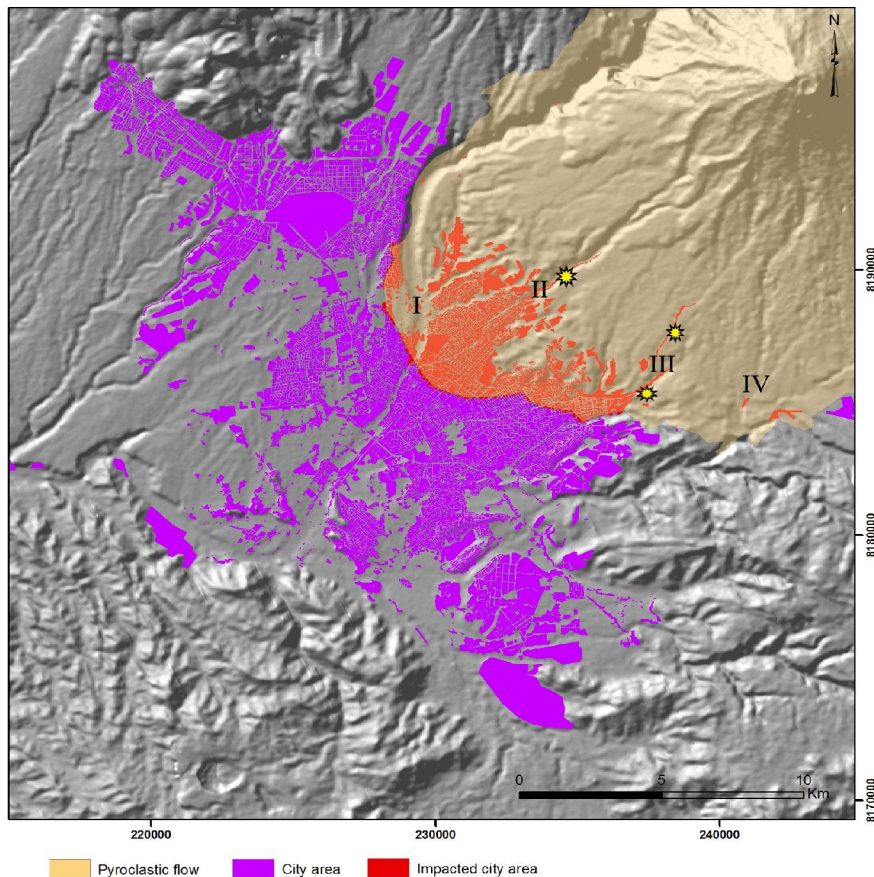 N
8190000
I
II
III
IV
8180000
0 5 10
Km
8170000
220000 230000 240000
Pyroclastic flow City area Impacted city area